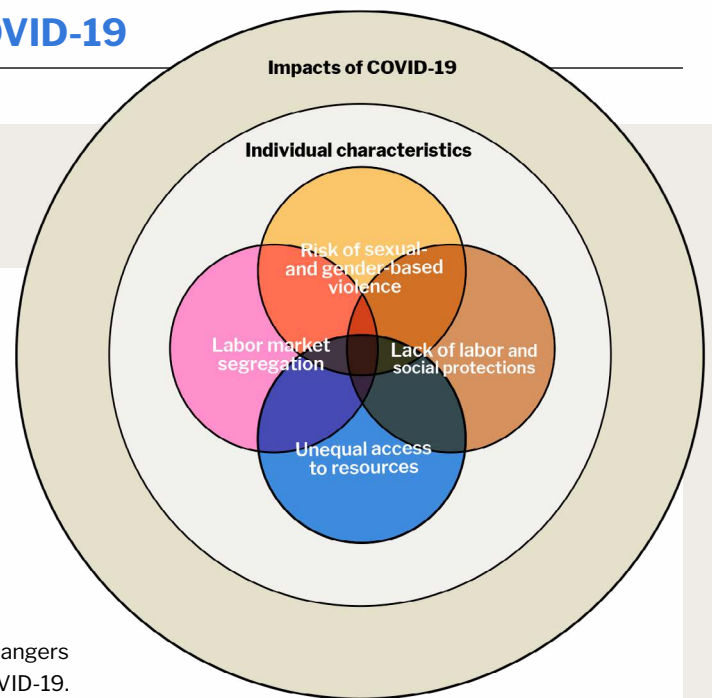 OVID-19
Impacts of COVID-19
Individual characteristics
Risk of sexual-
and gender-based
violence
Labor market
segregation
Lack of labor and
social protections
Unequal access
to resources
angers
VID-19.